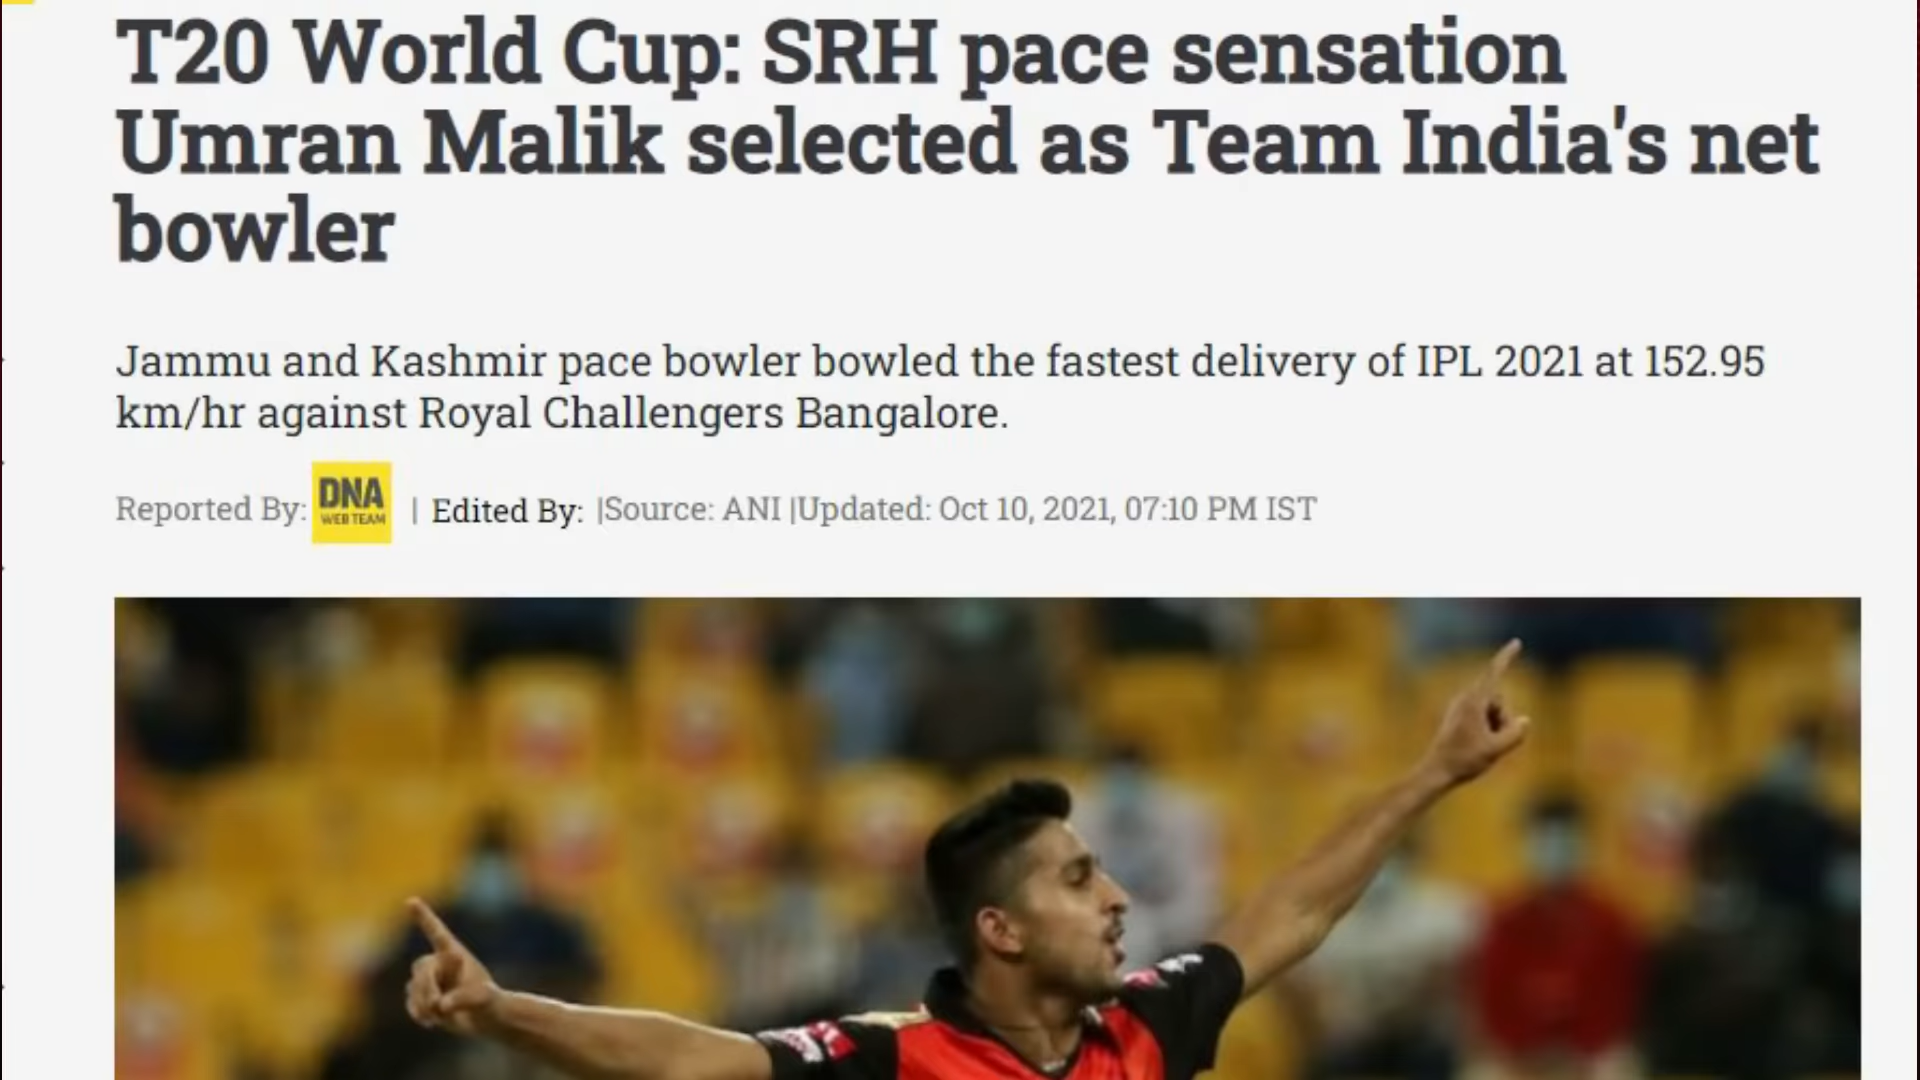 T20 World Cup: SRH pace sensation
Umran Malik selected as Team India's net
bowler
Jammu and Kashmir pace bowler bowled the fastest delivery of IPL 2021 at 152.95
km/hr against Royal Challengers Bangalore.
Reported By: DNA WEB TEAM | Edited By: |Source: ANI |Updated: Oct 10, 2021, 07:10 PM IST